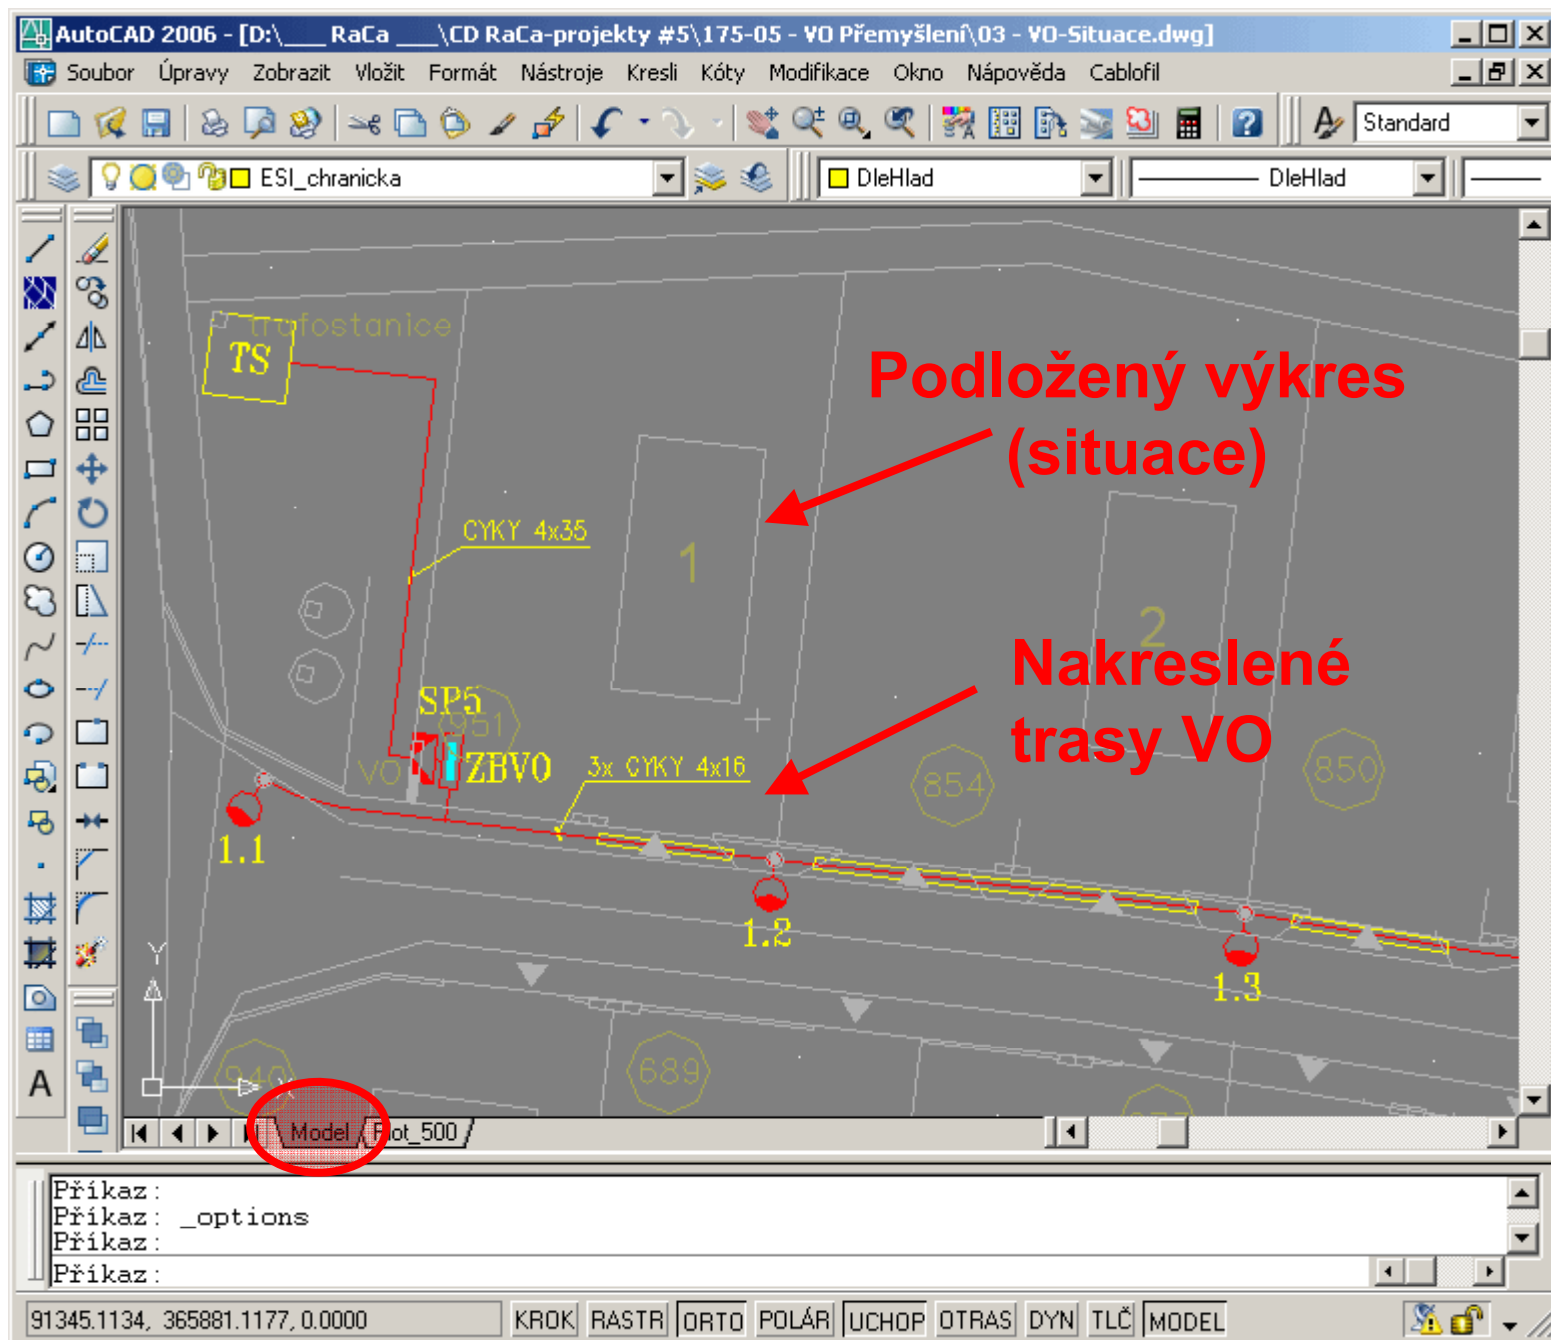 AutoCAD 2006 - [D:\___ RaCa ___\CD RaCa-projekty #5\175-05 - VO Přemyšlení\03 - VO-Situace.dwg]
Soubor Úpravy Zobrazit Vložit Formát Nástroje Kresli Kóty Modifikace Okno Nápověda Cablofil
Standard
ESI_chranicka DleHlad DleHlad
trafostanice
TS
Podložený výkres
(situace)
CYKY 4x35
1
2
Nakreslené
trasy VO
SP5
951
VO
ZBVO
3x CYKY 4x16
854
850
1.1
1.2
1.3
Y
X
940
689
A
Model Plot_500
Příkaz:
Příkaz: _options
Příkaz:
Příkaz:
91345.1134, 365881.1177, 0.0000 KROK RASTR ORTO POLÁR UCHOP OTRAS DYN TLČ MODEL